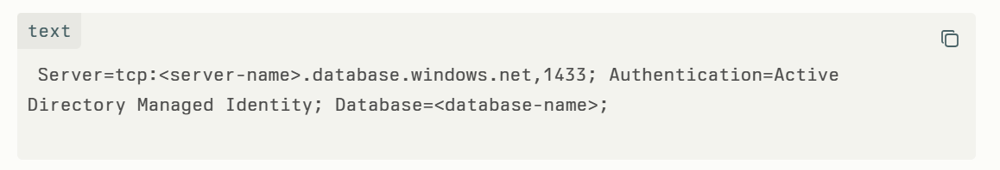 text
Server=tcp:<server-name>.database.windows.net,1433; Authentication=Active
Directory Managed Identity; Database=<database-name>;